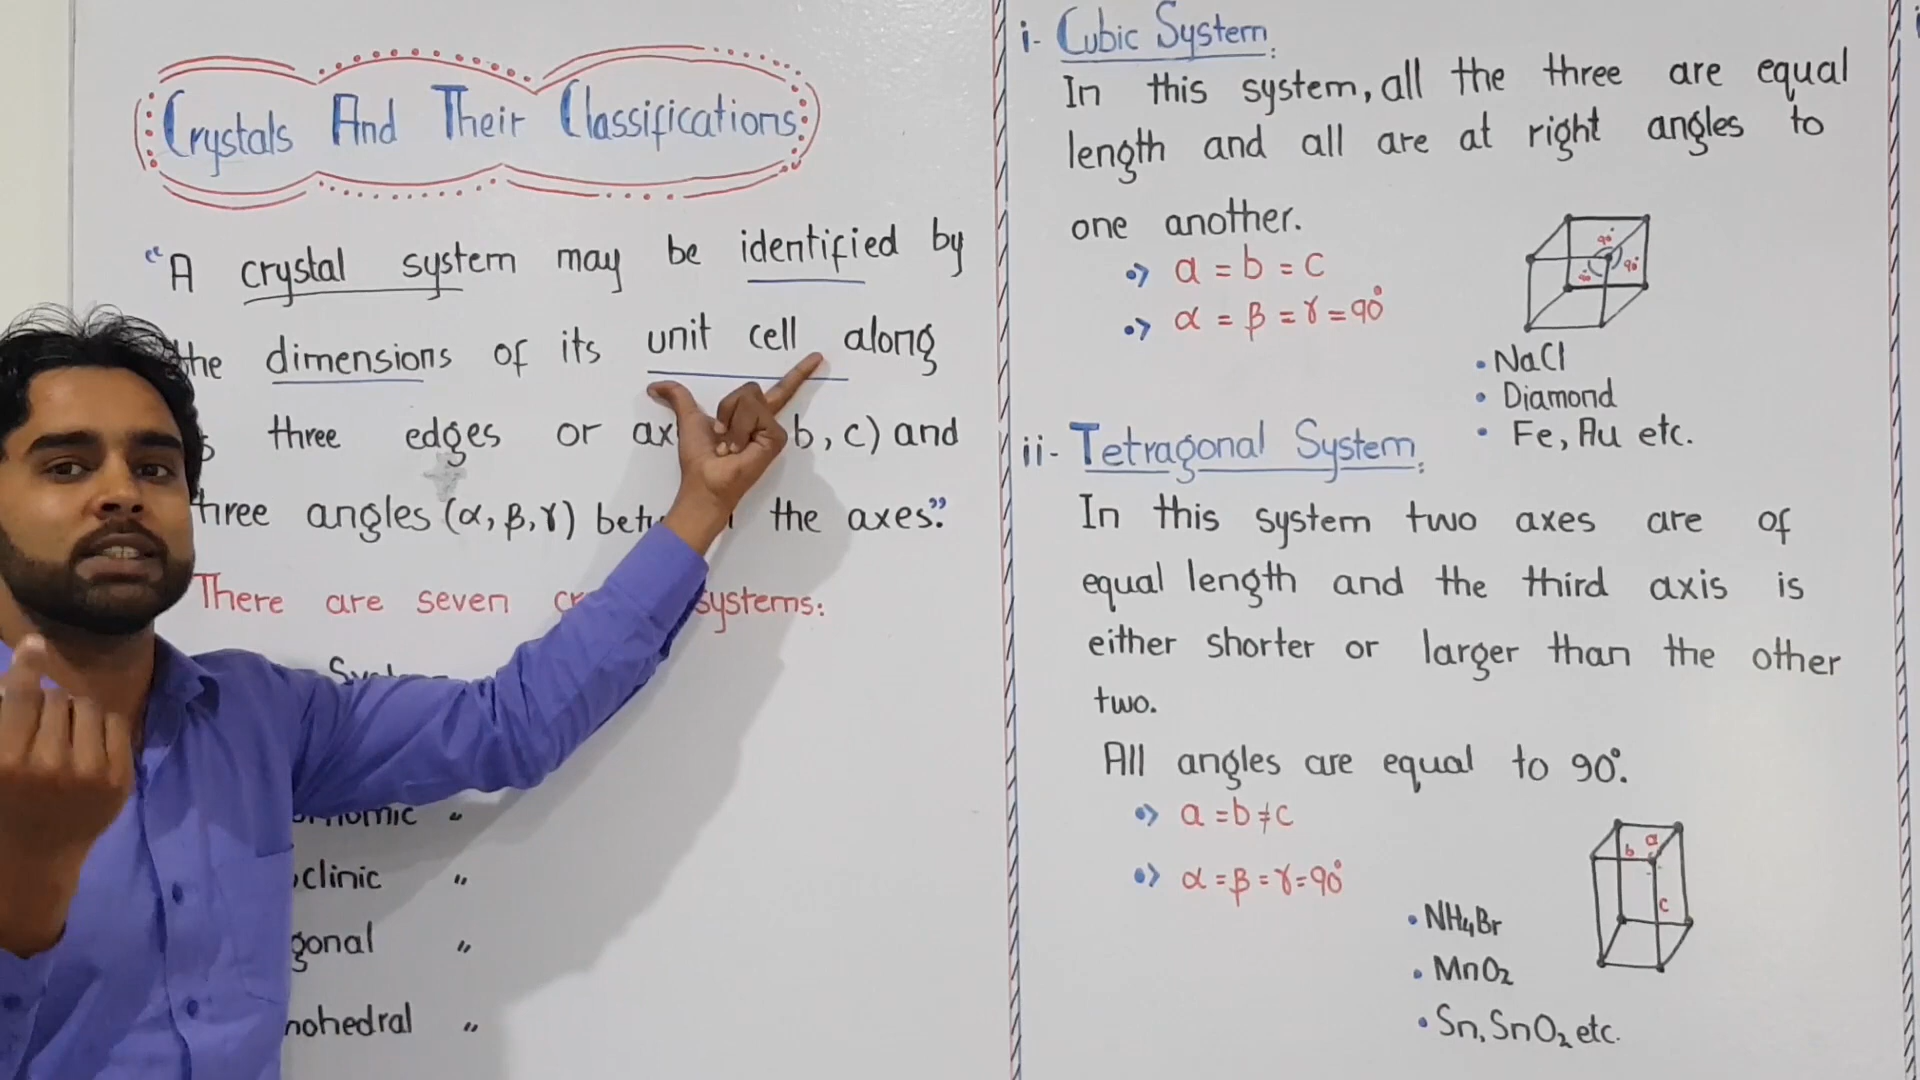 Crystals And Their Classifications
"A crystal system may be identified by
the dimensions of its unit cell along
three edges or b, c) and
three angles (α, β, γ) the axes."
There are seven systems:
clinic "
i- Cubic System:
In this system, all the three are equal
length and all are at right angles to
one another.
a = b = c
α = β = γ = 90°
90°
90°
90°
• NaCl
• Diamond
• Fe, Au etc.
ii- Tetragonal System:
In this system two axes are of
equal length and the third axis is
either shorter or larger than the other
two.
All angles are equal to 90°.
a = b ≠ c
α = β = γ = 90°
a
b
c
• NH4Br
• MnO2
• Sn, SnO2 etc.